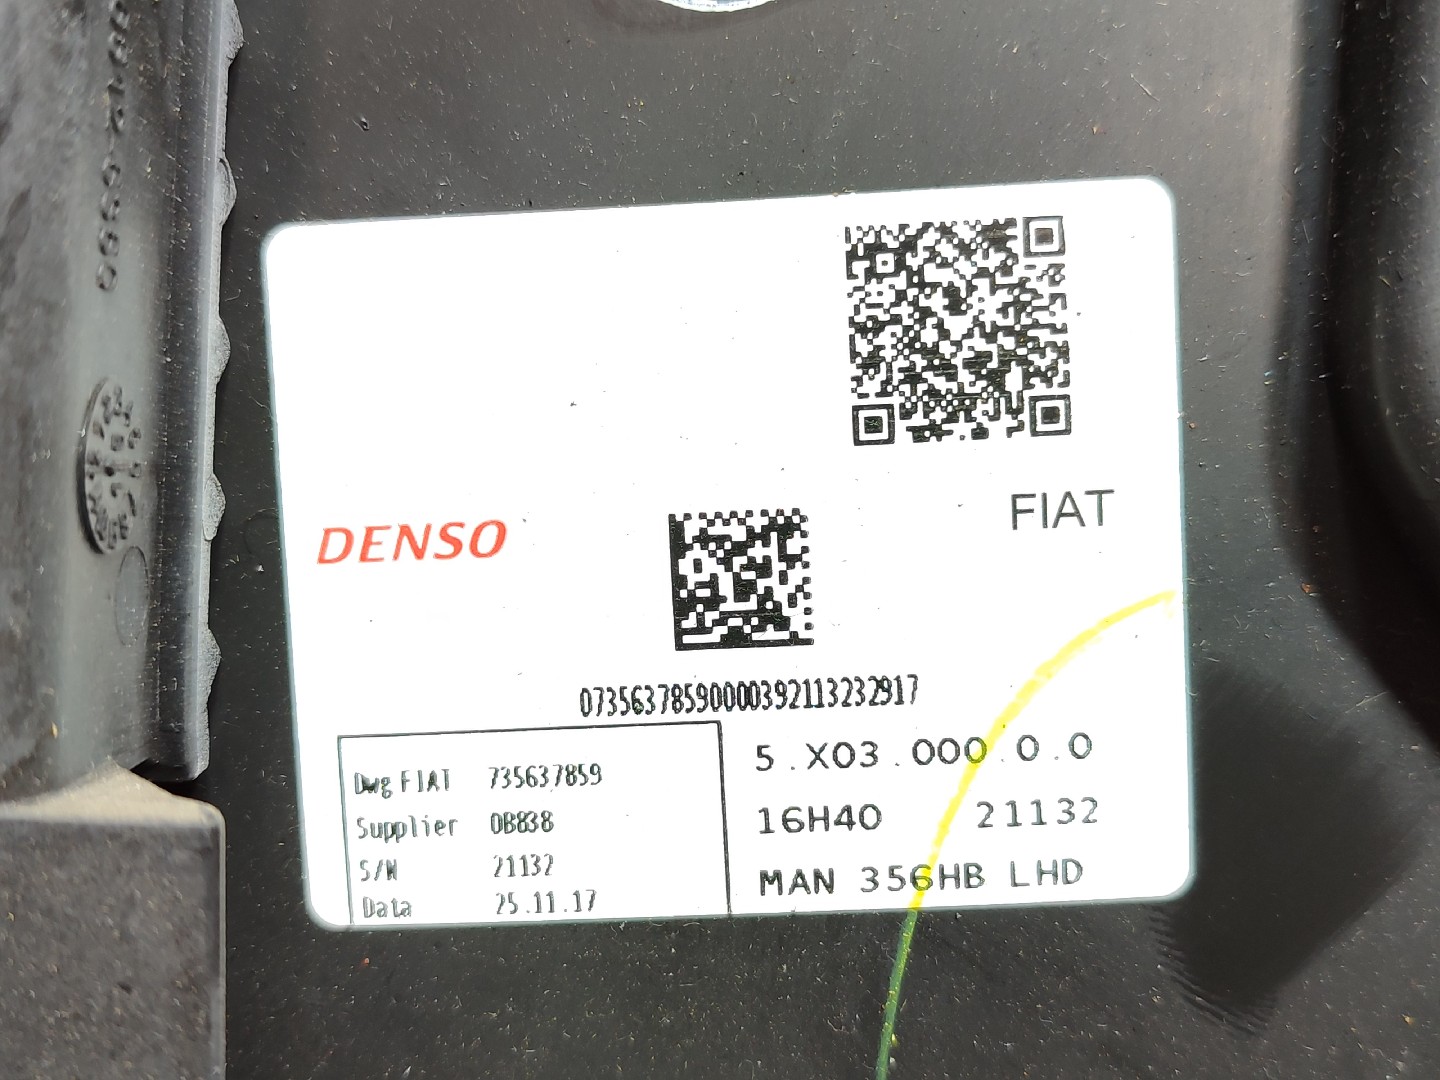 DENSO
FIAT
07356378590000392113232917
Dwg FIAT 735637859
Supplier 0B838
S/N 21132
Data 25.11.17
5.X03.000.0.0
16H40 21132
MAN 356HB LHD